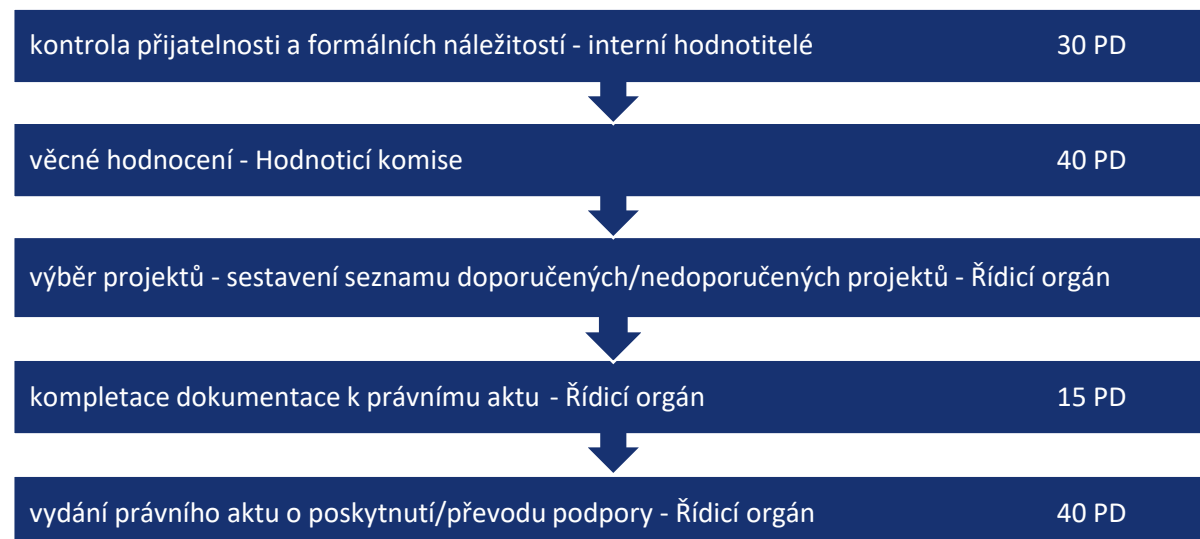 kontrola přijatelnosti a formálních náležitostí - interní hodnotitelé 30 PD
věcné hodnocení - Hodnoticí komise 40 PD
výběr projektů - sestavení seznamu doporučených/nedoporučených projektů - Řídicí orgán
kompletace dokumentace k právnímu aktu - Řídicí orgán 15 PD
vydání právního aktu o poskytnutí/převodu podpory - Řídicí orgán 40 PD